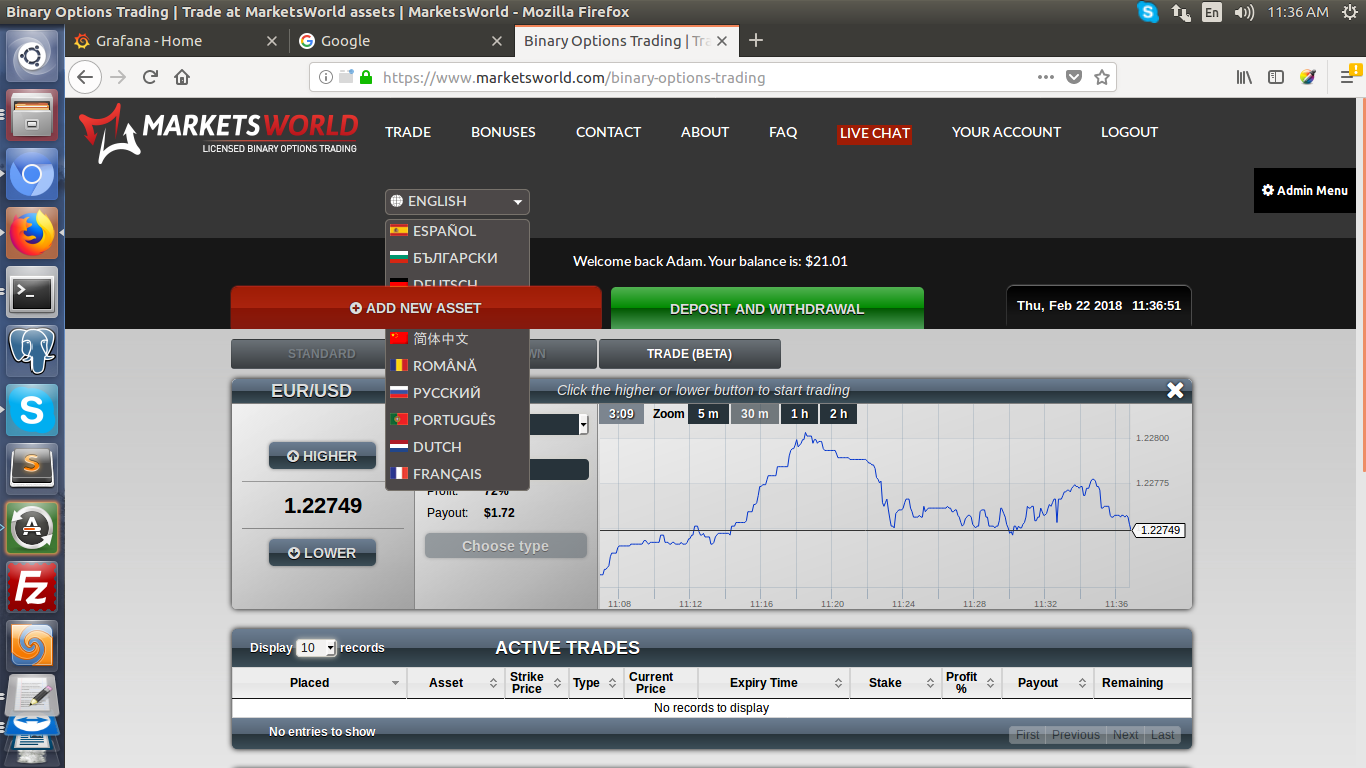 Binary Options Trading | Trade at MarketsWorld assets | MarketsWorld - Mozilla Firefox
En
11:36 AM
Grafana - Home
Google
Binary Options Trading | Tra
https://www.marketsworld.com/binary-options-trading
MARKETSWORLD
LICENSED BINARY OPTIONS TRADING
TRADE
BONUSES
CONTACT
ABOUT
FAQ
LIVE CHAT
YOUR ACCOUNT
LOGOUT
Admin Menu
ENGLISH
ESPAÑOL
БЪЛГАРСКИ
DEUTSCH
Welcome back Adam. Your balance is: $21.01
ADD NEW ASSET
DEPOSIT AND WITHDRAWAL
Thu, Feb 22 2018 11:36:51
简体中文
ROMÂNĂ
РУССКИЙ
PORTUGUÊS
DUTCH
FRANÇAIS
STANDARD
WN
TRADE (BETA)
EUR/USD
Click the higher or lower button to start trading
HIGHER
1.22749
LOWER
Profit: 72%
Payout: $1.72
Choose type
3:09
Zoom
5 m
30 m
1 h
2 h
1.22800
1.22775
1.22749
11:08
11:12
11:16
11:20
11:24
11:28
11:32
11:36
Display 10 records
ACTIVE TRADES
Placed
Asset
Strike Price
Type
Current Price
Expiry Time
Stake
Profit %
Payout
Remaining
No records to display
No entries to show
First
Previous
Next
Last